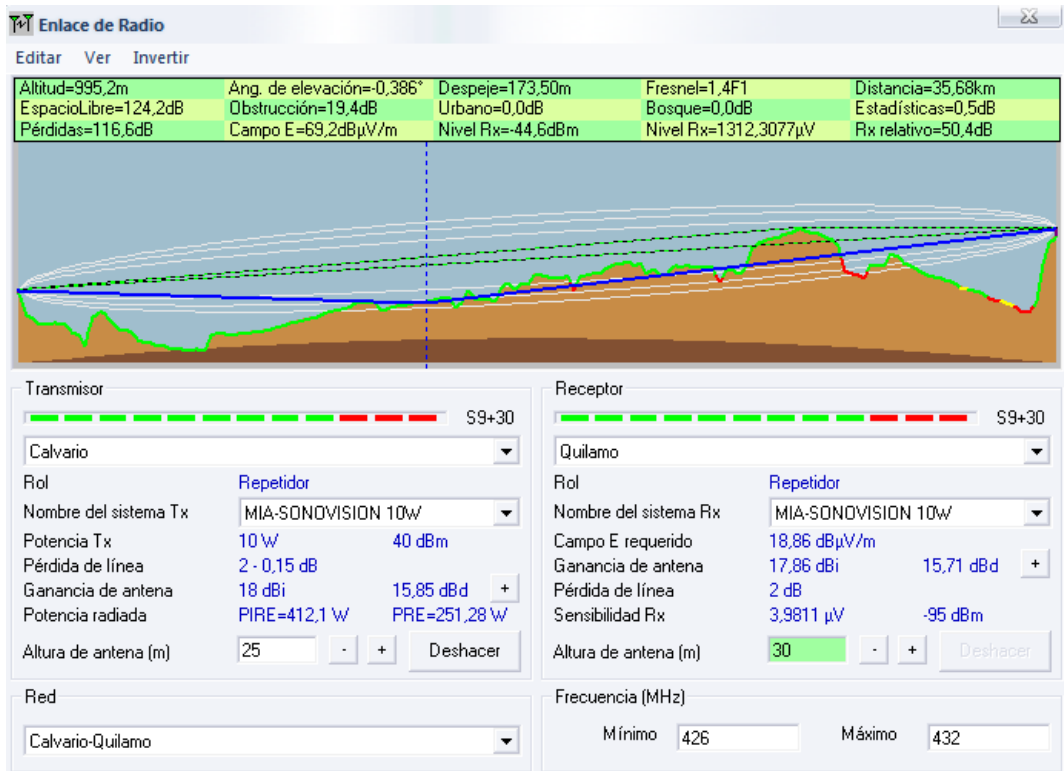 Enlace de Radio
Editar Ver Invertir
Altitud=995,2m Ang. de elevación=-0,386° Despeje=173,50m Fresnel=1,4F1 Distancia=35,68km
EspacioLibre=124,2dB Obstrucción=19,4dB Urbano=0,0dB Bosque=0,0dB Estadísticas=0,5dB
Pérdidas=116,6dB Campo E=69,2dBµV/m Nivel Rx=-44,6dBm Nivel Rx=1312,3077µV Rx relativo=50,4dB
Transmisor
S9+30
Calvario
Rol Repetidor
Nombre del sistema Tx MIA-SONOVISION 10W
Potencia Tx 10 W 40 dBm
Pérdida de línea 2 - 0,15 dB
Ganancia de antena 18 dBi 15,85 dBd +
Potencia radiada PIRE=412,1 W PRE=251,28 W
Altura de antena (m) 25 - + Deshacer
Red
Calvario-Quilamo
Receptor
S9+30
Quilamo
Rol Repetidor
Nombre del sistema Rx MIA-SONOVISION 10W
Campo E requerido 18,86 dBµV/m
Ganancia de antena 17,86 dBi 15,71 dBd +
Pérdida de línea 2 dB
Sensibilidad Rx 3,9811 µV -95 dBm
Altura de antena (m) 30 - + Deshacer
Frecuencia (MHz)
Mínimo 426 Máximo 432